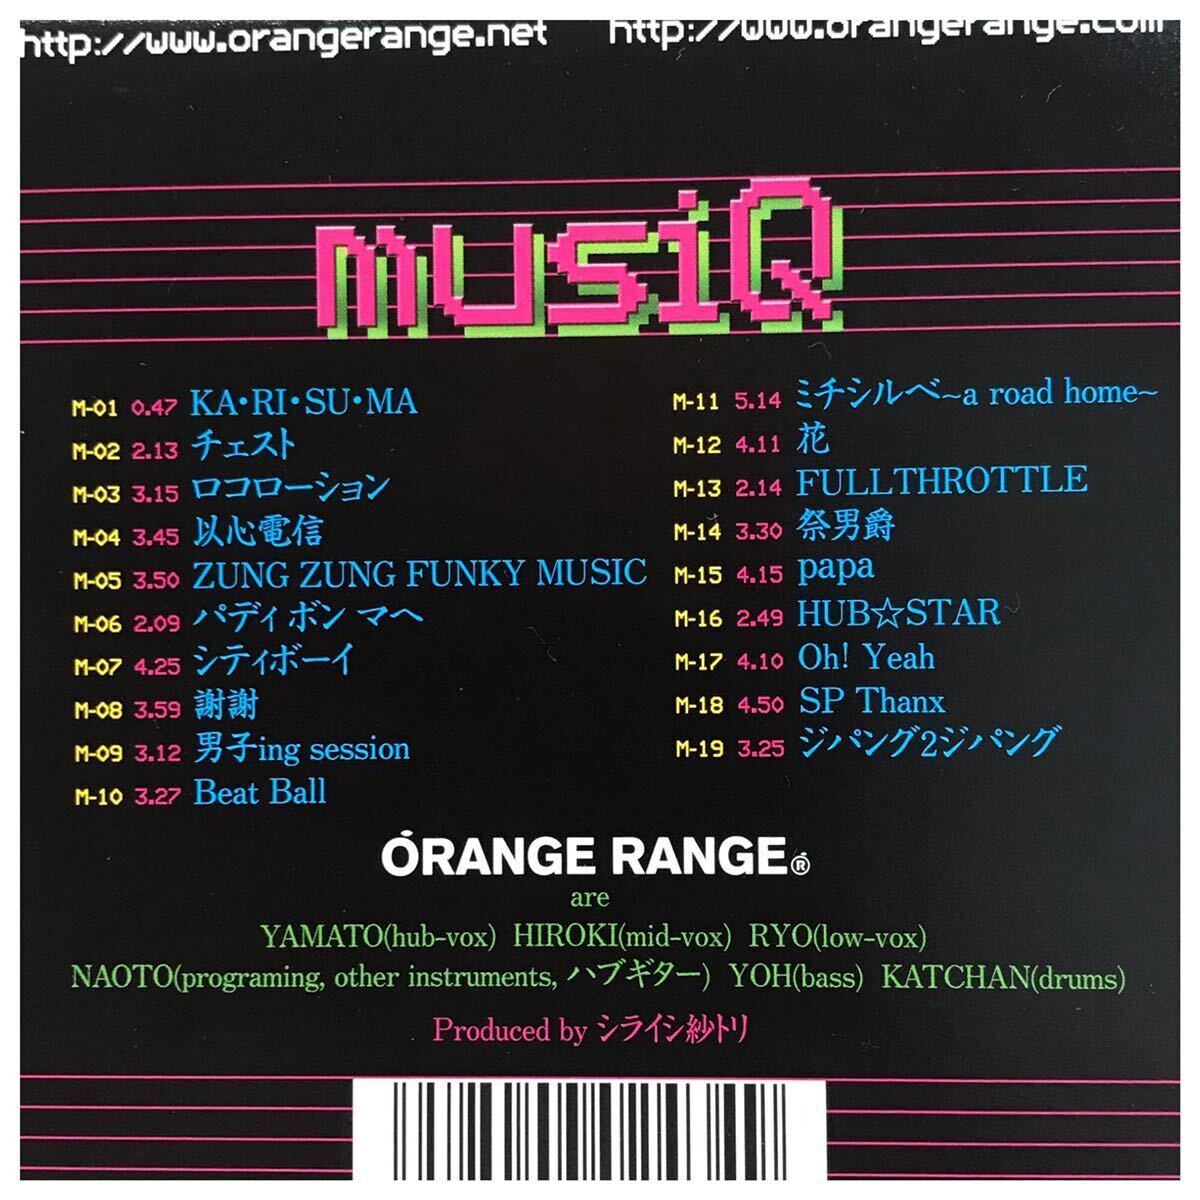 http://www.orangerange.net
http://www.orangerange.com
musiQ
M-01 0.47 KA・RI・SU・MA
M-02 2.13 チェスト
M-03 3.15 ロコローション
M-04 3.45 以心電信
M-05 3.50 ZUNG ZUNG FUNKY MUSIC
M-06 2.09 パディ ボン マヘ
M-07 4.25 シティボーイ
M-08 3.59 謝謝
M-09 3.12 男子ing session
M-10 3.27 Beat Ball
M-11 5.14 ミチシルベ~a road home~
M-12 4.11 花
M-13 2.14 FULLTHROTTLE
M-14 3.30 祭男爵
M-15 4.15 papa
M-16 2.49 HUB☆STAR
M-17 4.10 Oh! Yeah
M-18 4.50 SP Thanx
M-19 3.25 ジパング2ジパング
ORANGE RANGE®
are
YAMATO(hub-vox) HIROKI(mid-vox) RYO(low-vox)
NAOTO(programing, other instruments, ハブギター) YOH(bass) KATCHAN(drums)
Produced by シライシ紗トリ